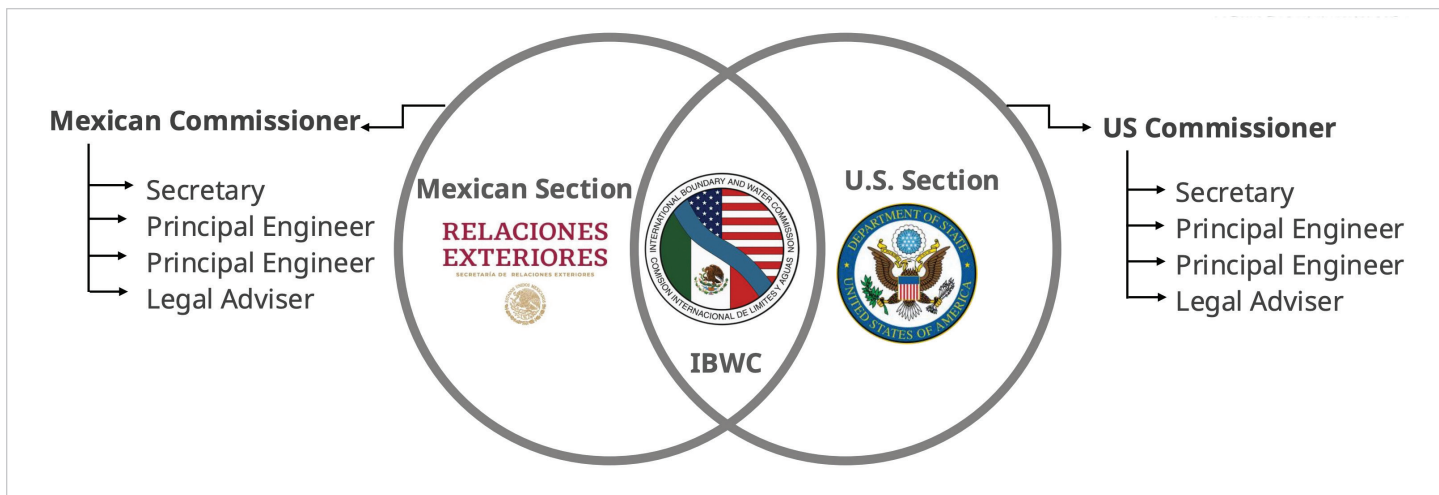 Mexican Commissioner
Secretary
Principal Engineer
Principal Engineer
Legal Adviser
Mexican Section
RELACIONES
EXTERIORES
SECRETARÍA DE RELACIONES EXTERIORES
INTERNATIONAL BOUNDARY AND WATER COMMISSION
COMISION INTERNACIONAL DE LIMITES Y AGUAS
IBWC
U.S. Section
DEPARTMENT OF STATE
UNITED STATES OF AMERICA
US Commissioner
Secretary
Principal Engineer
Principal Engineer
Legal Adviser